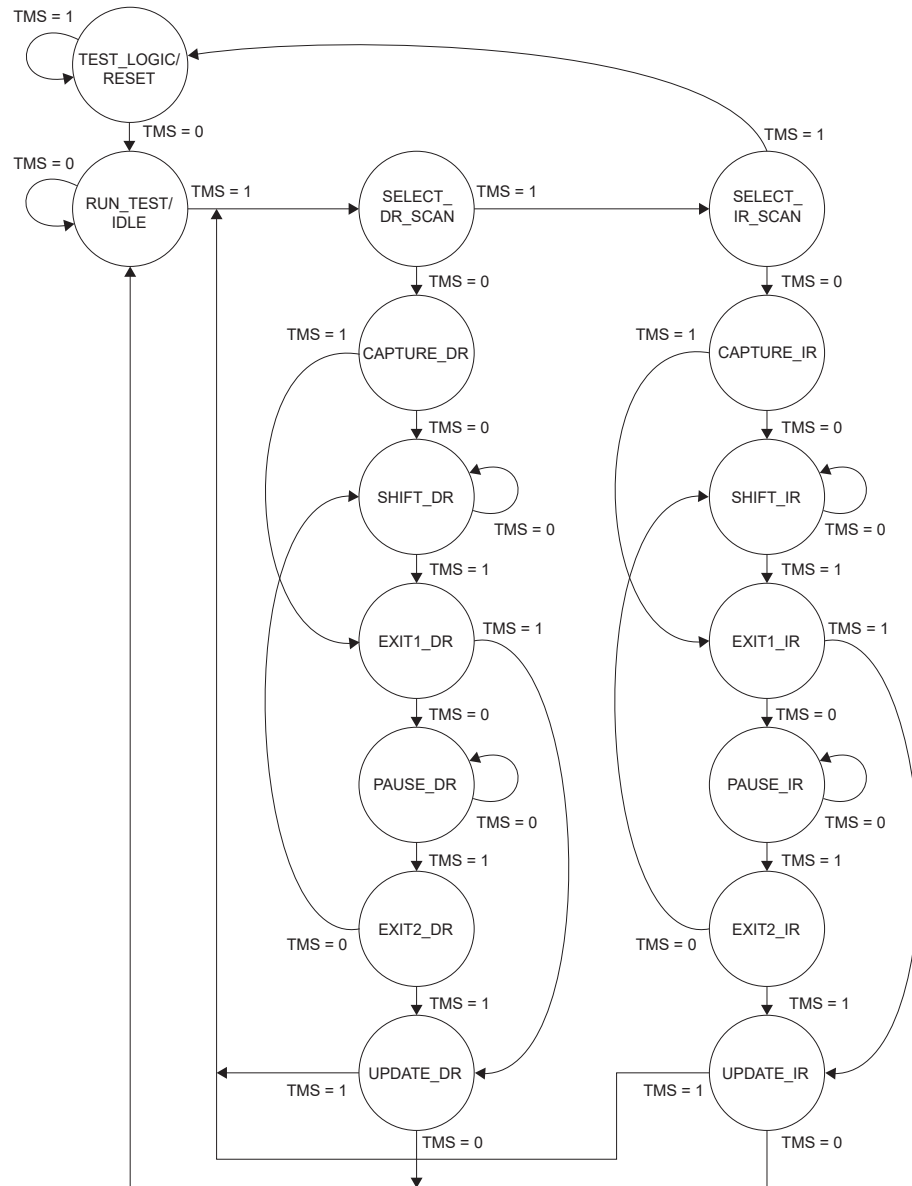 TMS = 1
TEST_LOGIC/
RESET
TMS = 0
TMS = 1
TMS = 0
RUN_TEST/
IDLE
TMS = 1
SELECT_
DR_SCAN
TMS = 1
SELECT_
IR_SCAN
TMS = 0
TMS = 0
TMS = 1
CAPTURE_DR
TMS = 1
CAPTURE_IR
TMS = 0
TMS = 0
SHIFT_DR
TMS = 0
SHIFT_IR
TMS = 0
TMS = 1
TMS = 1
EXIT1_DR
TMS = 1
EXIT1_IR
TMS = 1
TMS = 0
TMS = 0
PAUSE_DR
TMS = 0
PAUSE_IR
TMS = 0
TMS = 1
TMS = 1
EXIT2_DR
TMS = 0
EXIT2_IR
TMS = 0
TMS = 1
TMS = 1
UPDATE_DR
TMS = 1
UPDATE_IR
TMS = 1
TMS = 0
TMS = 0